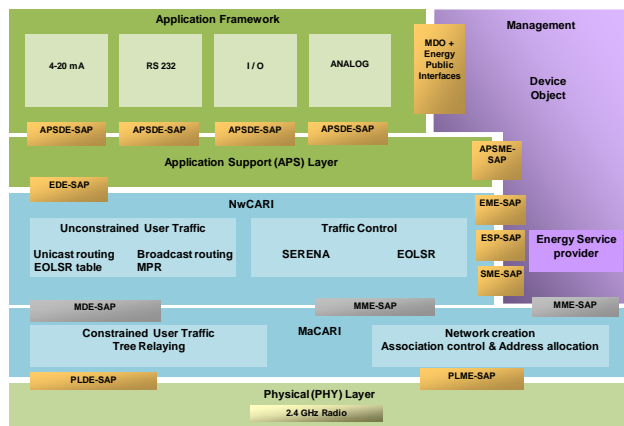 Application Framework
Management
4-20 mA
RS 232
I / O
ANALOG
MDO +
Energy
Public
Interfaces
Device
Object
APSDE-SAP
APSDE-SAP
APSDE-SAP
APSDE-SAP
Application Support (APS) Layer
APSME-
SAP
EDE-SAP
NwCARI
EME-SAP
Unconstrained User Traffic
Unicast routing
EOLSR table
Broadcast routing
MPR
Traffic Control
SERENA
EOLSR
ESP-SAP
Energy Service
provider
SME-SAP
MDE-SAP
MME-SAP
MME-SAP
Constrained User Traffic
Tree Relaying
MaCARI
Network creation
Association control & Address allocation
PLDE-SAP
PLME-SAP
Physical (PHY) Layer
2.4 GHz Radio